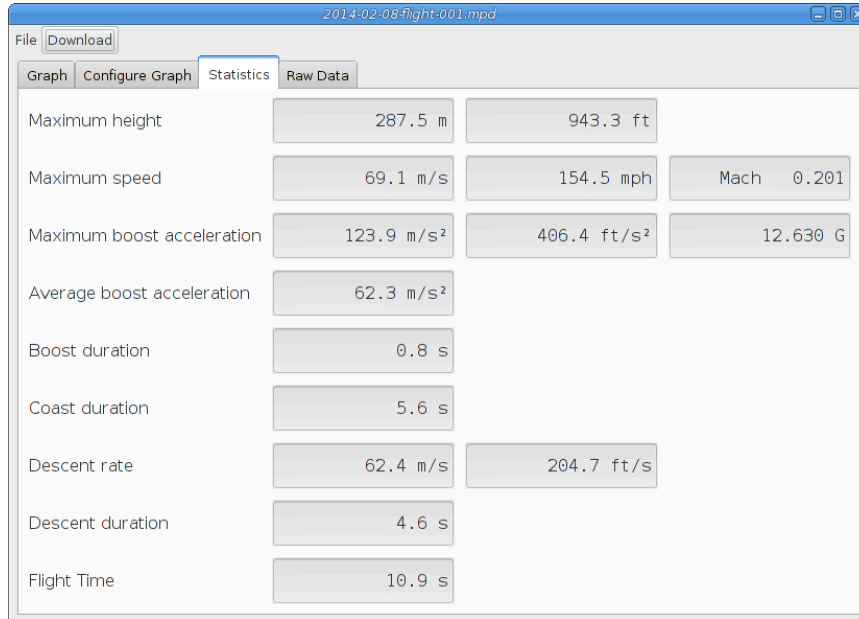 2014-02-08-flight-001.mpd
File Download
Graph Configure Graph Statistics Raw Data
Maximum height 287.5 m 943.3 ft
Maximum speed 69.1 m/s 154.5 mph Mach 0.201
Maximum boost acceleration 123.9 m/s² 406.4 ft/s² 12.630 G
Average boost acceleration 62.3 m/s²
Boost duration 0.8 s
Coast duration 5.6 s
Descent rate 62.4 m/s 204.7 ft/s
Descent duration 4.6 s
Flight Time 10.9 s